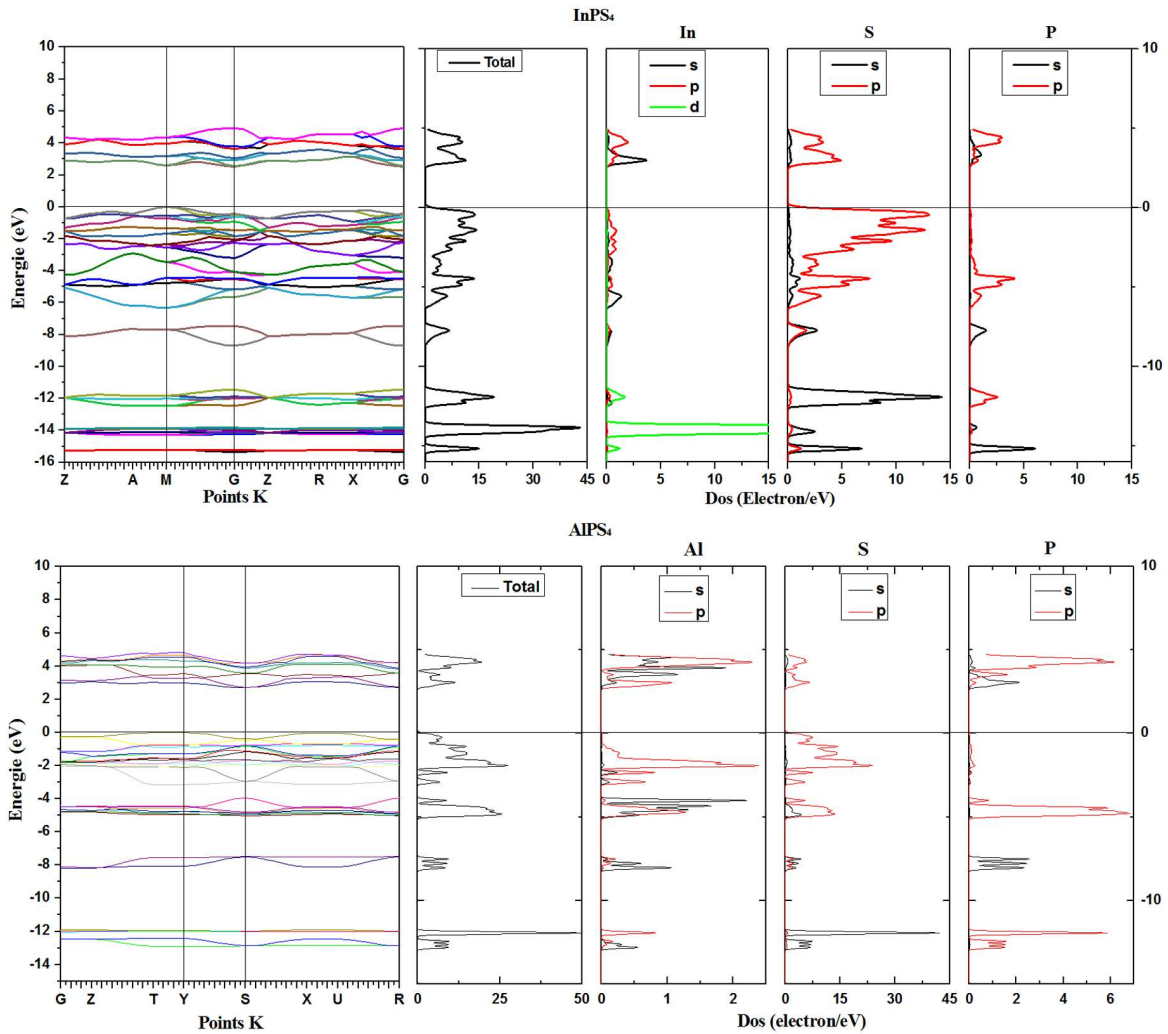 InPS₄
In
S
P
Total
s
p
d
s
p
s
p
10
8
6
4
2
0
-2
-4
-6
-8
-10
-12
-14
-16
Energie (eV)
10
0
-10
Z A M G Z R X G
0 15 30 45
0 5 10 15
0 5 10 15
0 5 10 15
Points K
Dos (Electron/eV)
AlPS₄
Al
S
P
Total
s
p
s
p
s
p
10
8
6
4
2
0
-2
-4
-6
-8
-10
-12
-14
Energie (eV)
10
0
-10
G Z T Y S X U R
0 25 50
0 1 2
0 15 30 45
0 2 4 6
Points K
Dos (electron/eV)